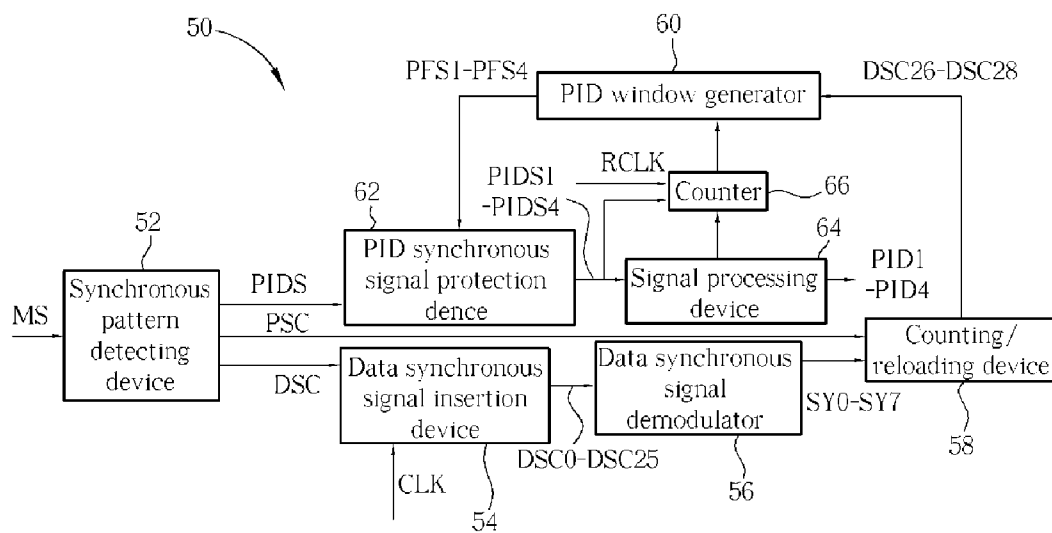 50
60
PFS1-PFS4
DSC26-DSC28
PID window generator
RCLK
PIDS1
-PIDS4
Counter
66
62
64
PID synchronous
signal protection
dence
Signal processing
device
PID1
-PID4
52
Synchronous
pattern
detecting
device
MS
PIDS
PSC
DSC
Data synchronous
signal insertion
device
Data synchronous
signal
demodulator
Counting/
reloading device
SY0-SY7
DSC0-DSC25
CLK
54
56
58